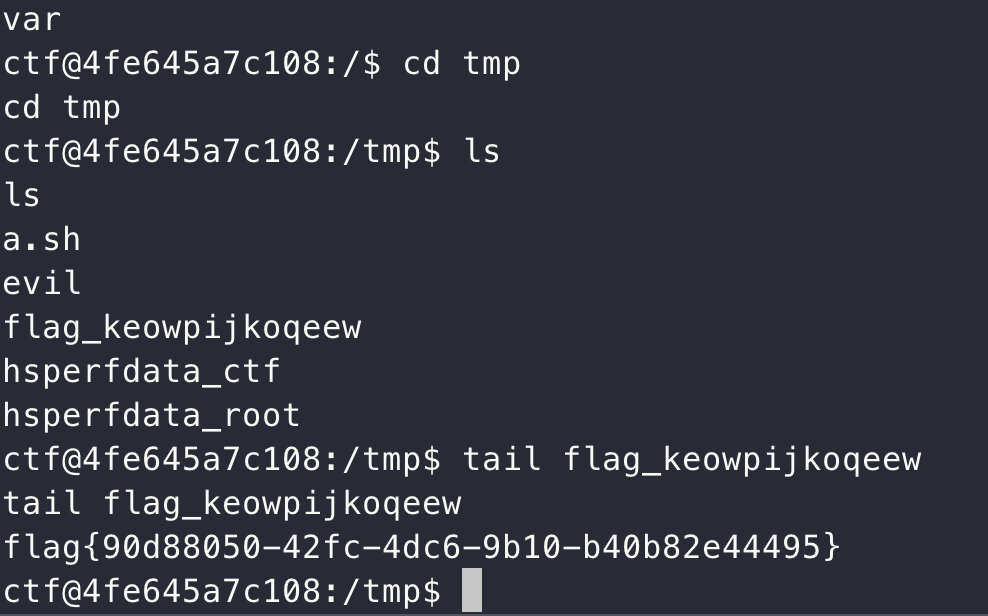 var
ctf@4fe645a7c108:/$ cd tmp
cd tmp
ctf@4fe645a7c108:/tmp$ ls
ls
a.sh
evil
flag_keowpijkoqeew
hsperfdata_ctf
hsperfdata_root
ctf@4fe645a7c108:/tmp$ tail flag_keowpijkoqeew
tail flag_keowpijkoqeew
flag{90d88050-42fc-4dc6-9b10-b40b82e44495}
ctf@4fe645a7c108:/tmp$